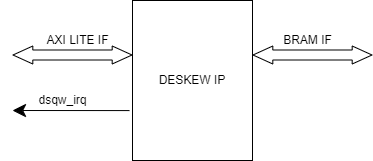 AXI LITE IF
BRAM IF
DESKEW IP
dsqw_irq